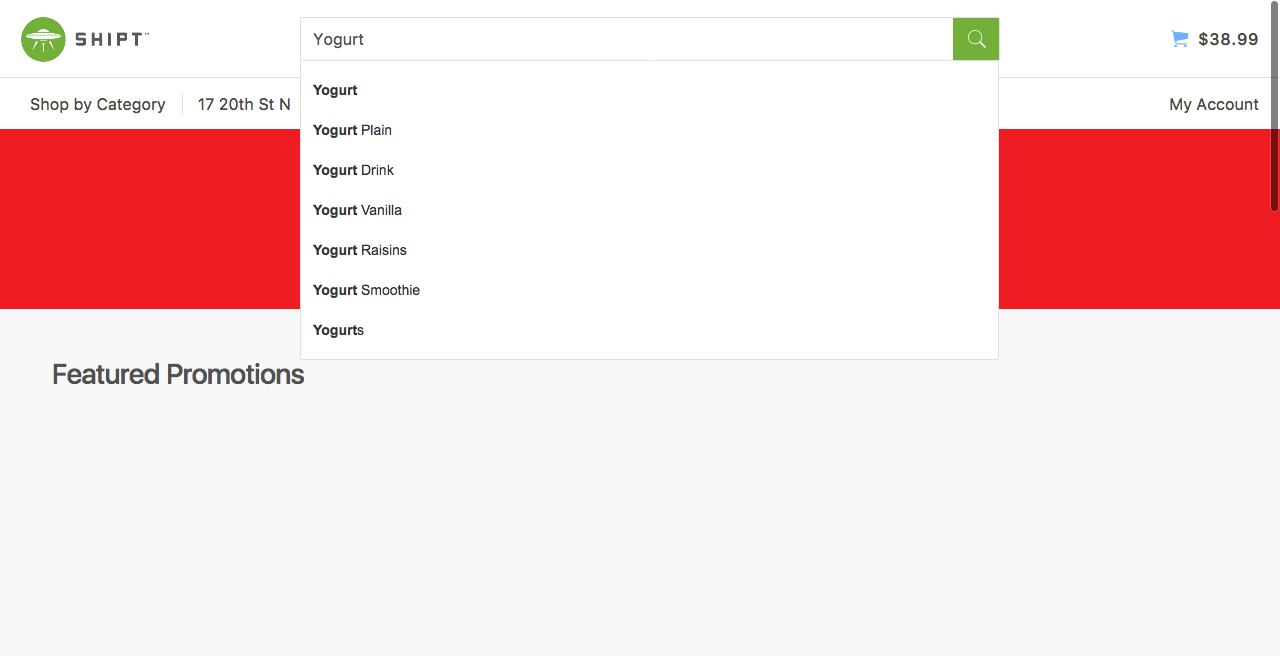 SHIPT™
Yogurt
$38.99
Shop by Category
17 20th St N
My Account
Yogurt
Yogurt Plain
Yogurt Drink
Yogurt Vanilla
Yogurt Raisins
Yogurt Smoothie
Yogurts
Featured Promotions